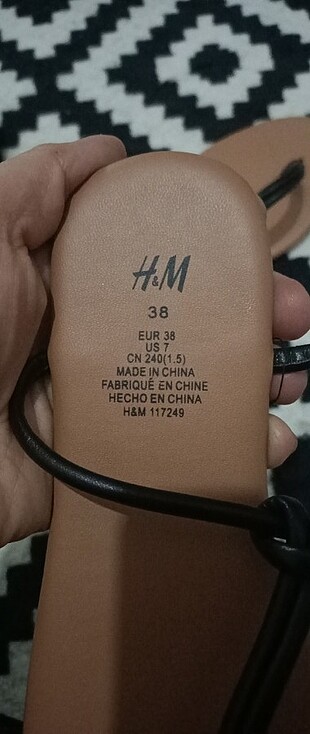 H&M
38
EUR 38
US 7
CN 240(1.5)
MADE IN CHINA
FABRIQUÉ EN CHINE
HECHO EN CHINA
H&M 117249